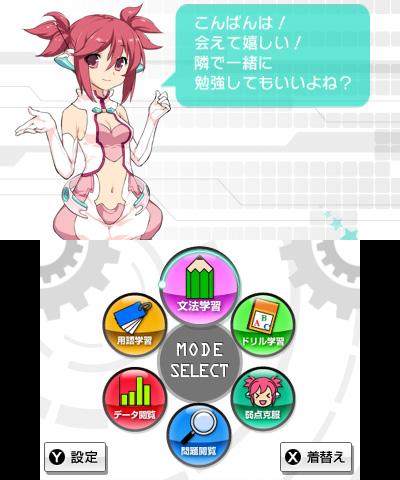 こんばんは！
会えて嬉しい！
隣で一緒に
勉強してもいいよね？
文法学習
用語学習
ABC
ドリル学習
MODE
SELECT
データ閲覧
弱点克服
問題閲覧
Y 設定
X 着替え